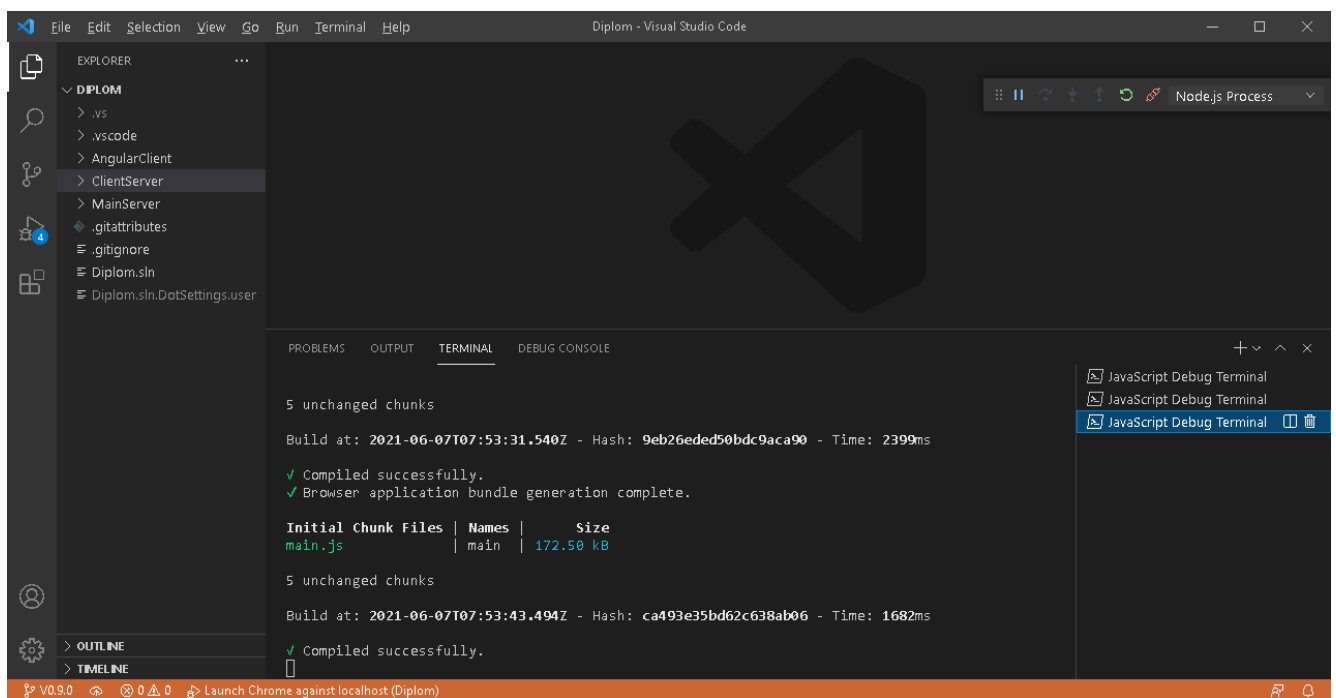 File Edit Selection View Go Run Terminal Help
Diplom - Visual Studio Code
EXPLORER
DIPLOM
.vs
.vscode
AngularClient
ClientServer
MainServer
.gitattributes
.gitignore
Diplom.sln
Diplom.sln.DotSettings.user
OUTLINE
TIMELINE
4
Node.js Process
PROBLEMS OUTPUT TERMINAL DEBUG CONSOLE
5 unchanged chunks
Build at: 2021-06-07T07:53:31.540Z - Hash: 9eb26eded50bdc9aca90 - Time: 2399ms
√ Compiled successfully.
√ Browser application bundle generation complete.
Initial Chunk Files | Names | Size
main.js | main | 172.50 kB
5 unchanged chunks
Build at: 2021-06-07T07:53:43.494Z - Hash: ca493e35bd62c638ab06 - Time: 1682ms
√ Compiled successfully.
JavaScript Debug Terminal
JavaScript Debug Terminal
JavaScript Debug Terminal
V0.9.0 0 0 Launch Chrome against localhost (Diplom)